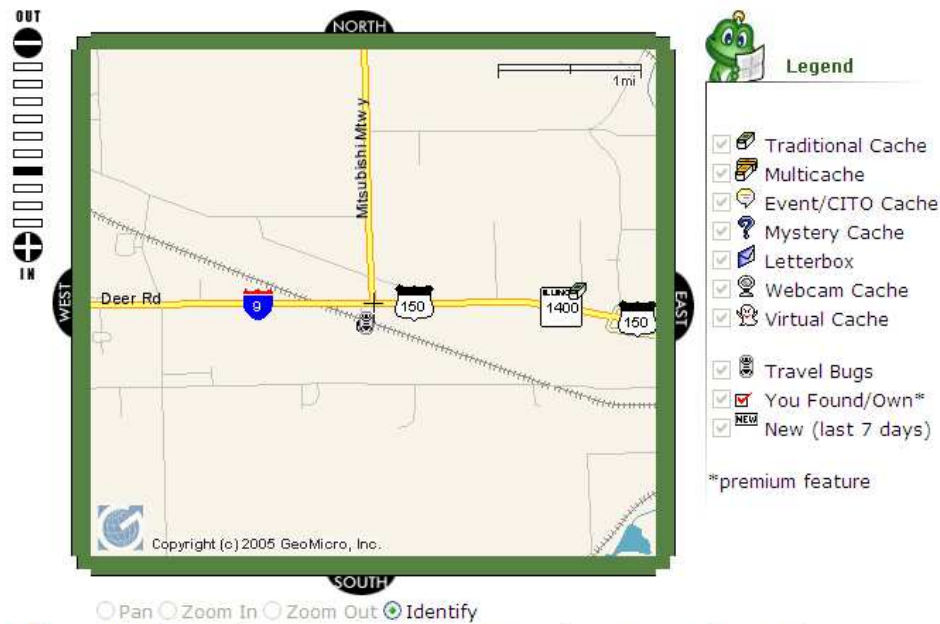 OUT
IN
NORTH
WEST
EAST
SOUTH
1mi
Mitsubishi Mtwy
Deer Rd
9
150
ILLINOIS
1400
150
Copyright (c) 2005 GeoMicro, Inc.
Pan Zoom In Zoom Out Identify
Legend
Traditional Cache
Multicache
Event/CITO Cache
Mystery Cache
Letterbox
Webcam Cache
Virtual Cache
Travel Bugs
You Found/Own*
NEW New (last 7 days)
*premium feature